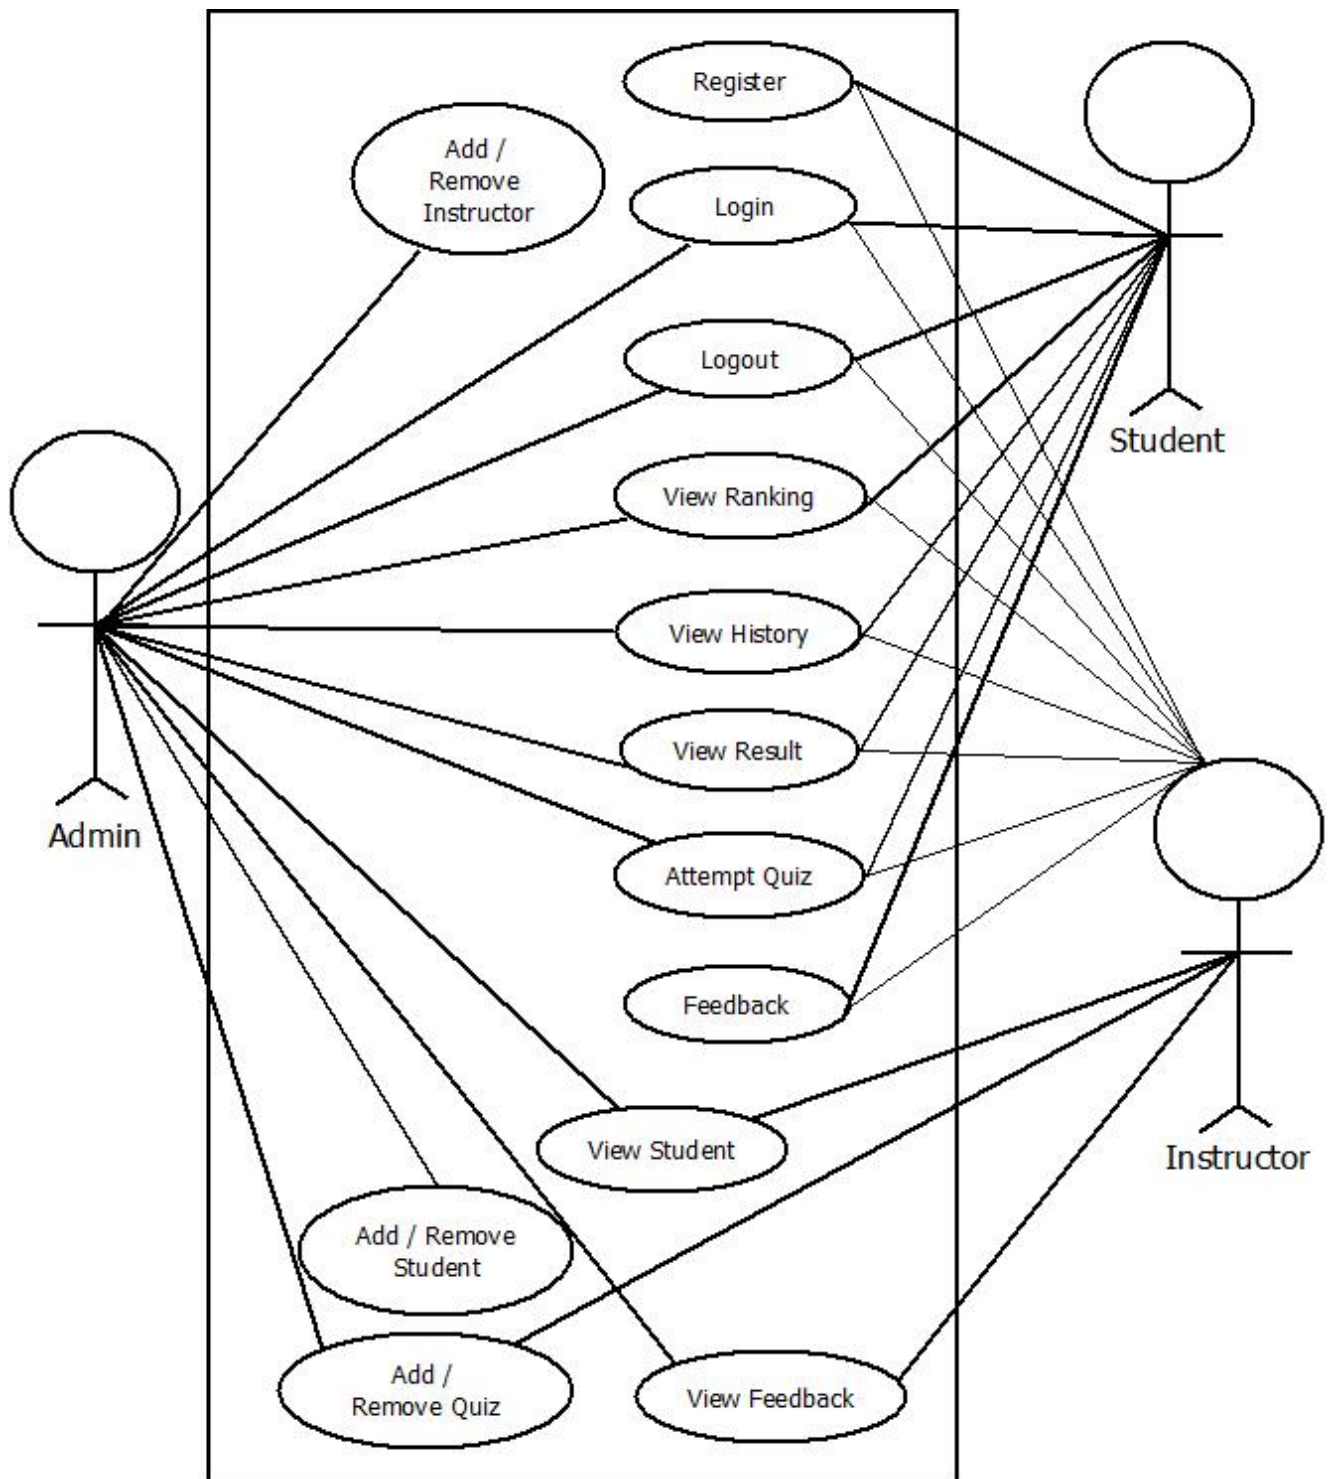 Register
Add /
Remove
Instructor
Login
Logout
Student
View Ranking
View History
View Result
Admin
Attempt Quiz
Feedback
View Student
Instructor
Add / Remove
Student
Add /
Remove Quiz
View Feedback